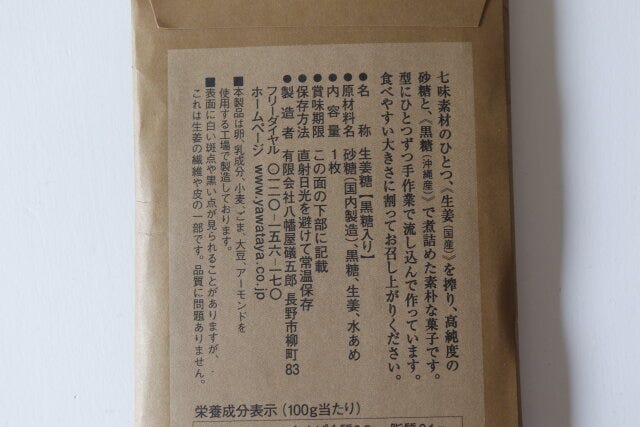 七味素材のひとつ、《生姜(国産)》を搾り、高純度の
砂糖と、《黒糖(沖縄産)》で煮詰めた素朴な菓子です。
型にひとつずつ手作業で流し込んで作っています。
食べやすい大きさに割ってお召し上がりください。
●名称 生姜糖【黒糖入り】
●原材料名 砂糖(国内製造)、黒糖、生姜、水あめ
●内容量 1枚
●賞味期限 この面の下部に記載
●保存方法 直射日光を避けて常温保存
●製造者 有限会社八幡屋礒五郎 長野市柳町83
フリーダイヤル 〇一二〇-一五六-一七〇
ホームページ www.yawataya.co.jp
■本製品は卵、乳成分、小麦、ごま、大豆、アーモンドを
使用する工場で製造しております。
■表面に白い斑点や黒い点が見られることがありますが、
これは生姜の繊維や皮の一部です。品質に問題ありません。
栄養成分表示(100g当たり)